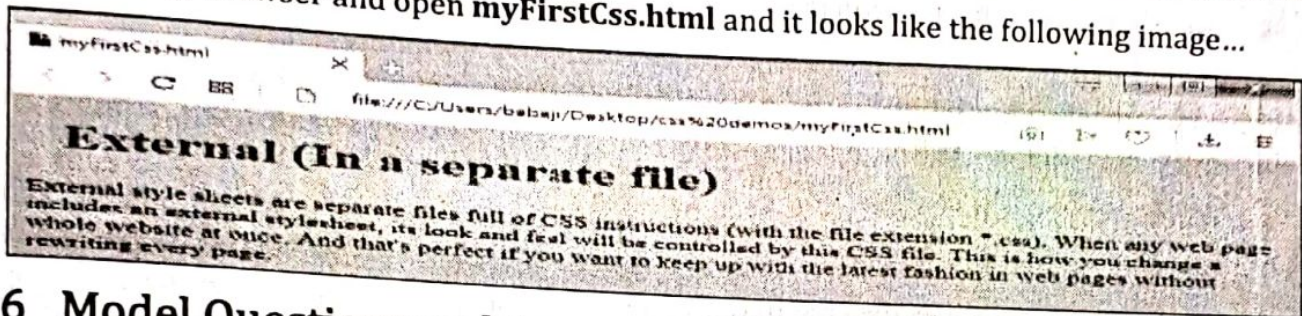 and open myFirstCss.html and it looks like the following image...
myFirstCss.html
file:///C:/Users/babaji/Desktop/css%20demos/myFirstCss.html
External (In a separate file)
External style sheets are separate files full of CSS instructions (with the file extension *.css). When any web page
includes an external stylesheet, its look and feel will be controlled by this CSS file. This is how you change a
whole website at once. And that's perfect if you want to keep up with the latest fashion in web pages without
rewriting every page.
6 Model